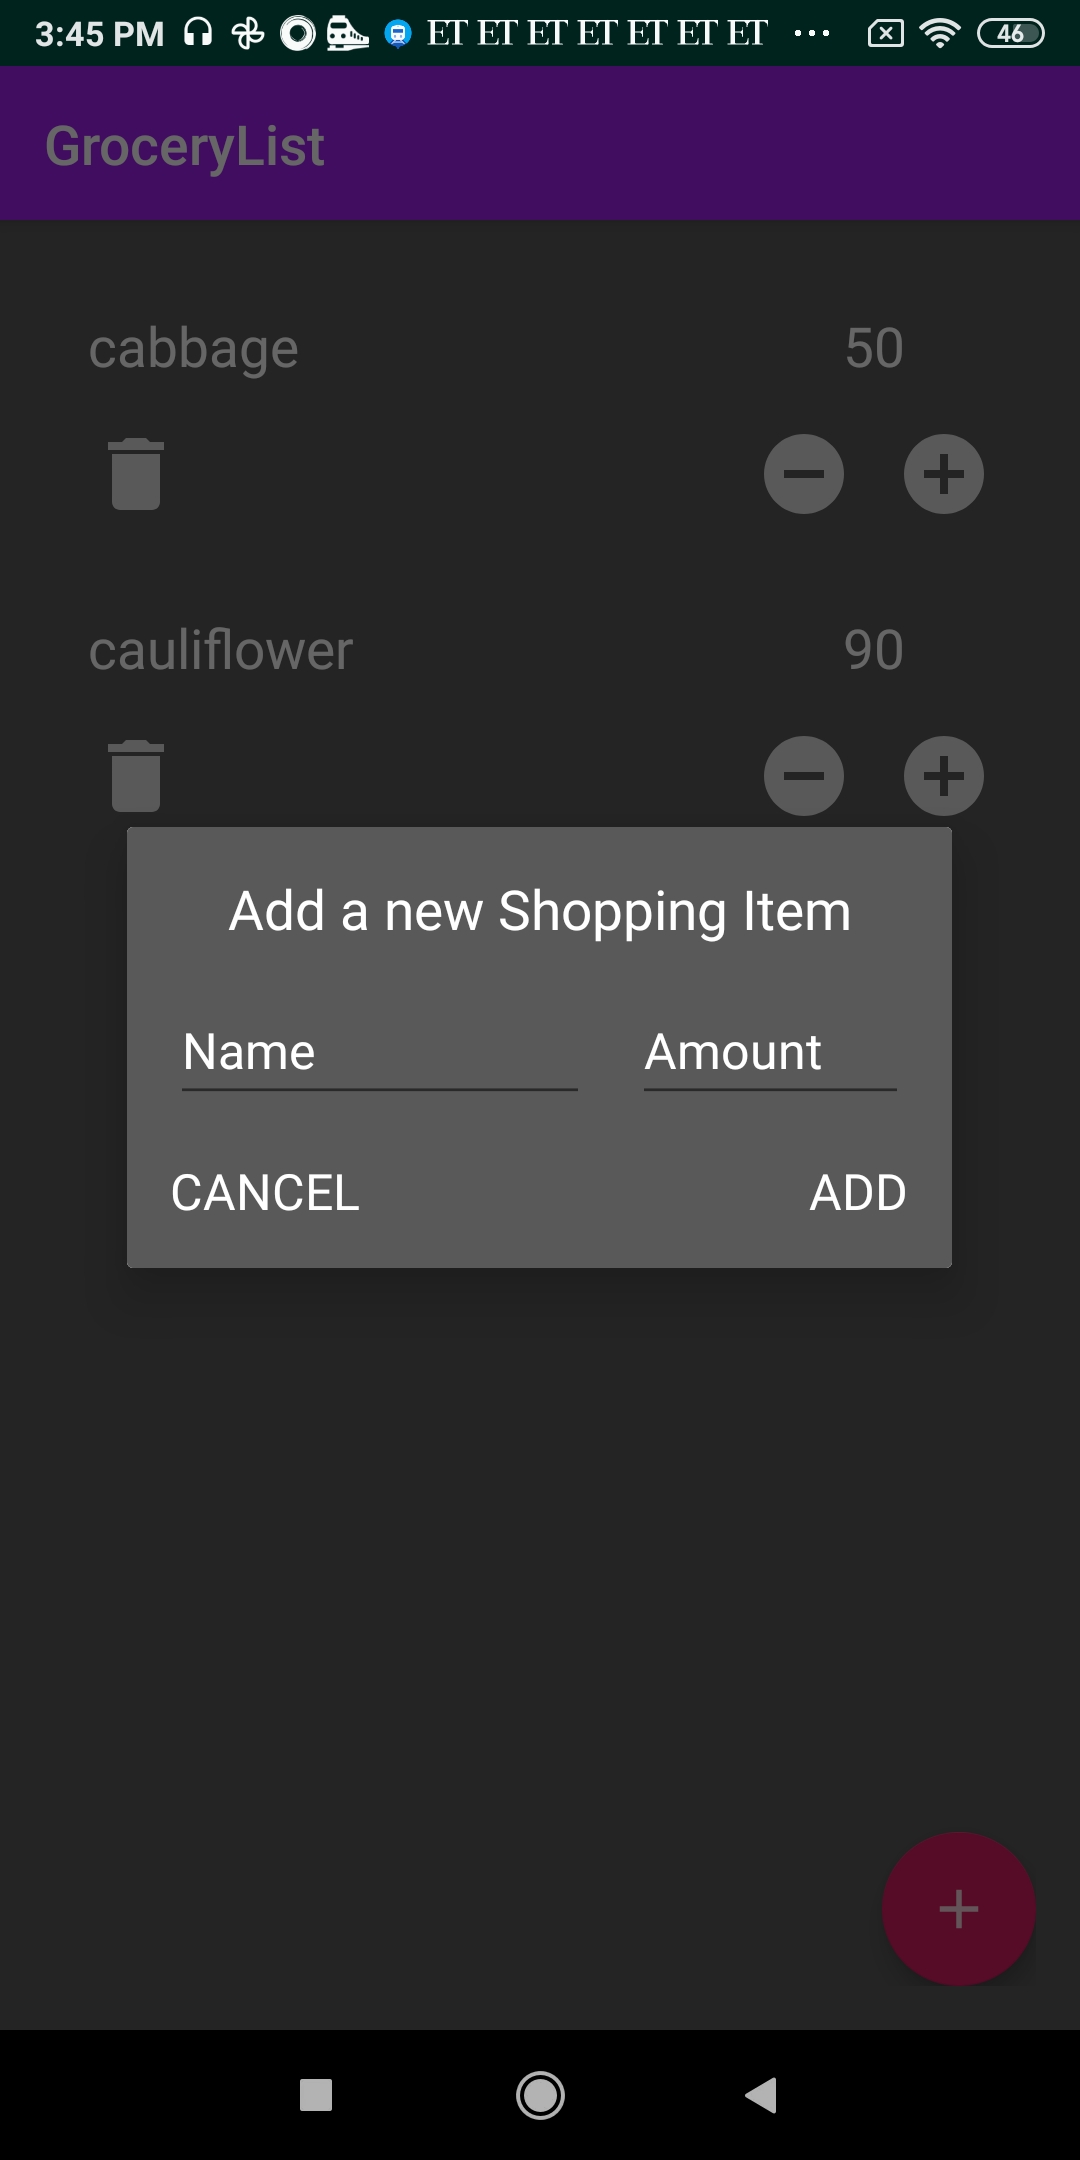 3:45 PM ET ET ET ET ET ET ET ... 46
GroceryList
cabbage 50
cauliflower 90
Add a new Shopping Item
Name Amount
CANCEL ADD